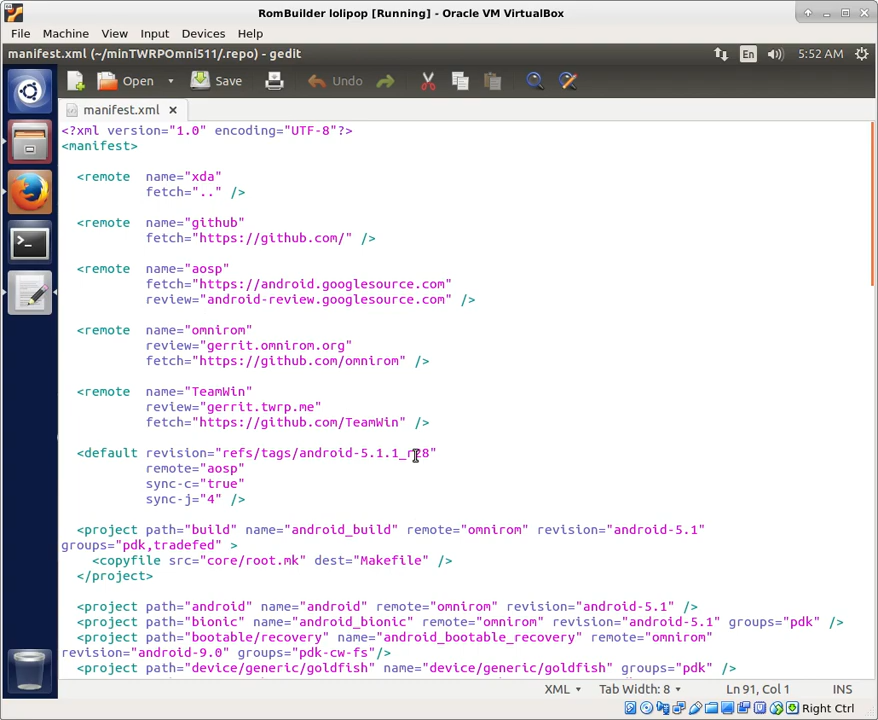 RomBuilder lolipop [Running] - Oracle VM VirtualBox
File Machine View Input Devices Help
manifest.xml (~/minTWRPOmni511/.repo) - gedit En 5:52 AM
Open Save Undo
manifest.xml
<?xml version="1.0" encoding="UTF-8"?>
<manifest>
<remote name="xda"
fetch=".." />
<remote name="github"
fetch="https://github.com/" />
<remote name="aosp"
fetch="https://android.googlesource.com"
review="android-review.googlesource.com" />
<remote name="omnirom"
review="gerrit.omnirom.org"
fetch="https://github.com/omnirom" />
<remote name="TeamWin"
review="gerrit.twrp.me"
fetch="https://github.com/TeamWin" />
<default revision="refs/tags/android-5.1.1_r28"
remote="aosp"
sync-c="true"
sync-j="4" />
<project path="build" name="android_build" remote="omnirom" revision="android-5.1"
groups="pdk,tradefed" >
<copyfile src="core/root.mk" dest="Makefile" />
</project>
<project path="android" name="android" remote="omnirom" revision="android-5.1" />
<project path="bionic" name="android_bionic" remote="omnirom" revision="android-5.1" groups="pdk" />
<project path="bootable/recovery" name="android_bootable_recovery" remote="omnirom"
revision="android-9.0" groups="pdk-cw-fs"/>
<project path="device/generic/goldfish" name="device/generic/goldfish" groups="pdk" />
XML Tab Width: 8 Ln 91, Col 1 INS
Right Ctrl